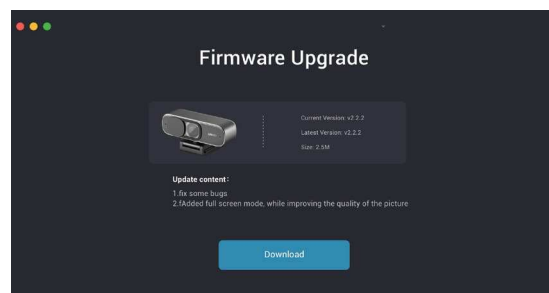 Firmware Upgrade
Current Version: v2.2.2
Latest Version: v2.2.2
Size: 2.5M
Update content:
1.fix some bugs
2.fAdded full screen mode, while improving the quality of the picture
Download